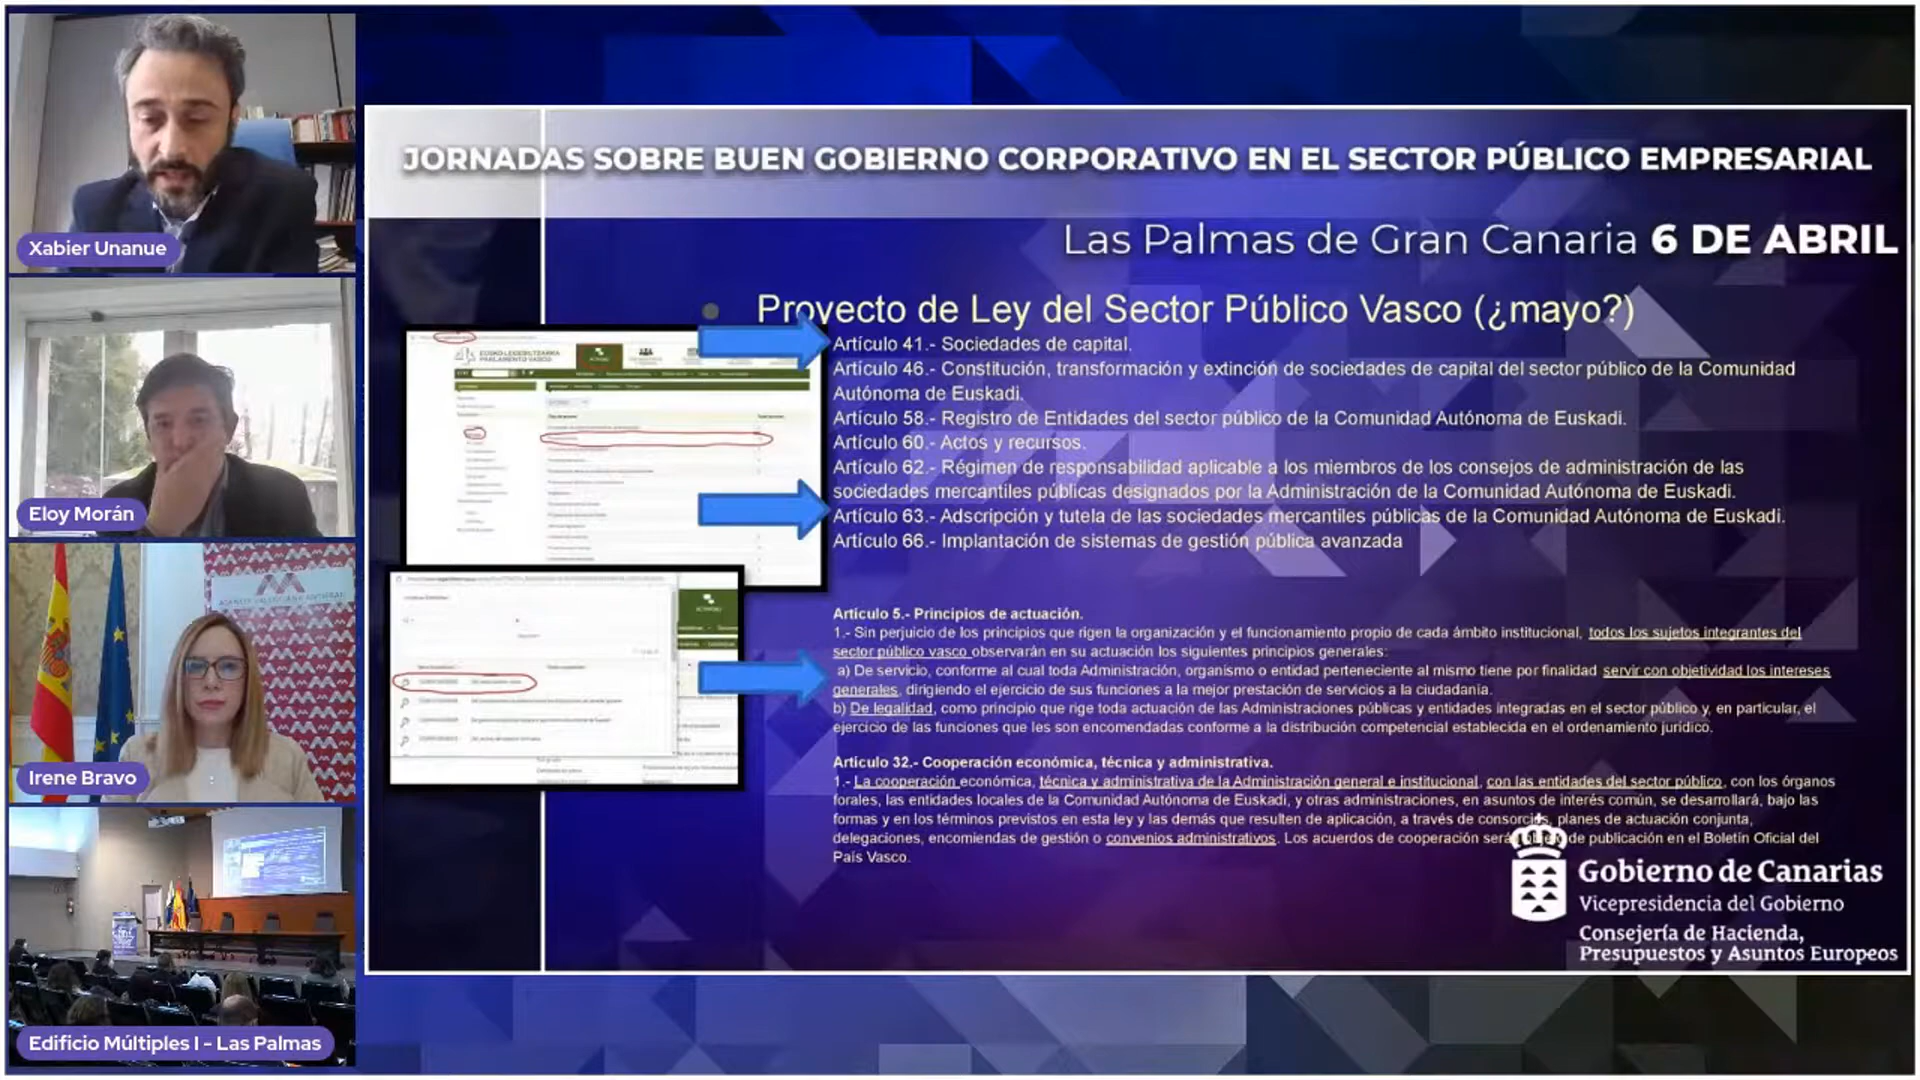 JORNADAS SOBRE BUEN GOBIERNO CORPORATIVO EN EL SECTOR PÚBLICO EMPRESARIAL
Las Palmas de Gran Canaria 6 DE ABRIL
Xabier Unanue
Eloy Morán
Irene Bravo
Edificio Múltiples I - Las Palmas
Proyecto de Ley del Sector Público Vasco (¿mayo?)
EUSKO LEGEBILTZARRA
PARLAMENTO VASCO
Artículo 41.- Sociedades de capital.
Artículo 46.- Constitución, transformación y extinción de sociedades de capital del sector público de la Comunidad
Autónoma de Euskadi.
Artículo 58.- Registro de Entidades del sector público de la Comunidad Autónoma de Euskadi.
Artículo 60.- Actos y recursos.
Artículo 62.- Régimen de responsabilidad aplicable a los miembros de los consejos de administración de las
sociedades mercantiles públicas designados por la Administración de la Comunidad Autónoma de Euskadi.
Artículo 63.- Adscripción y tutela de las sociedades mercantiles públicas de la Comunidad Autónoma de Euskadi.
Artículo 66.- Implantación de sistemas de gestión pública avanzada
Artículo 5.- Principios de actuación.
1.- Sin perjuicio de los principios que rigen la organización y el funcionamiento propio de cada ámbito institucional, todos los sujetos integrantes del
sector público vasco observarán en su actuación los siguientes principios generales:
a) De servicio, conforme al cual toda Administración, organismo o entidad perteneciente al mismo tiene por finalidad servir con objetividad los intereses
generales, dirigiendo el ejercicio de sus funciones a la mejor prestación de servicios a la ciudadanía.
b) De legalidad, como principio que rige toda actuación de las Administraciones públicas y entidades integradas en el sector público y, en particular, el
ejercicio de las funciones que les son encomendadas conforme a la distribución competencial establecida en el ordenamiento jurídico.
Artículo 32.- Cooperación económica, técnica y administrativa.
1.- La cooperación económica, técnica y administrativa de la Administración general e institucional, con las entidades del sector público, con los órganos
forales, las entidades locales de la Comunidad Autónoma de Euskadi, y otras administraciones, en asuntos de interés común, se desarrollará, bajo las
formas y en los términos previstos en esta ley y las demás que resulten de aplicación, a través de consorcios, planes de actuación conjunta,
delegaciones, encomiendas de gestión o convenios administrativos. Los acuerdos de cooperación de publicación en el Boletín Oficial del
País Vasco.
Gobierno de Canarias
Vicepresidencia del Gobierno
Consejería de Hacienda,
Presupuestos y Asuntos Europeos